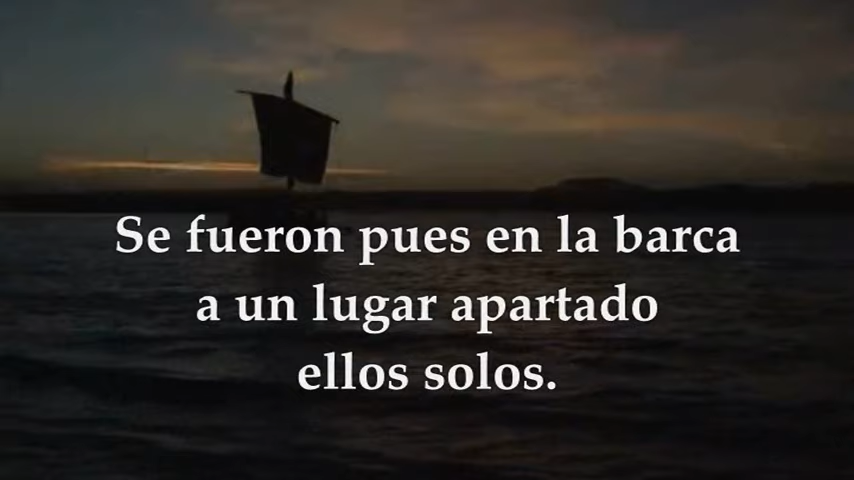 Se fueron pues en la barca
a un lugar apartado
ellos solos.